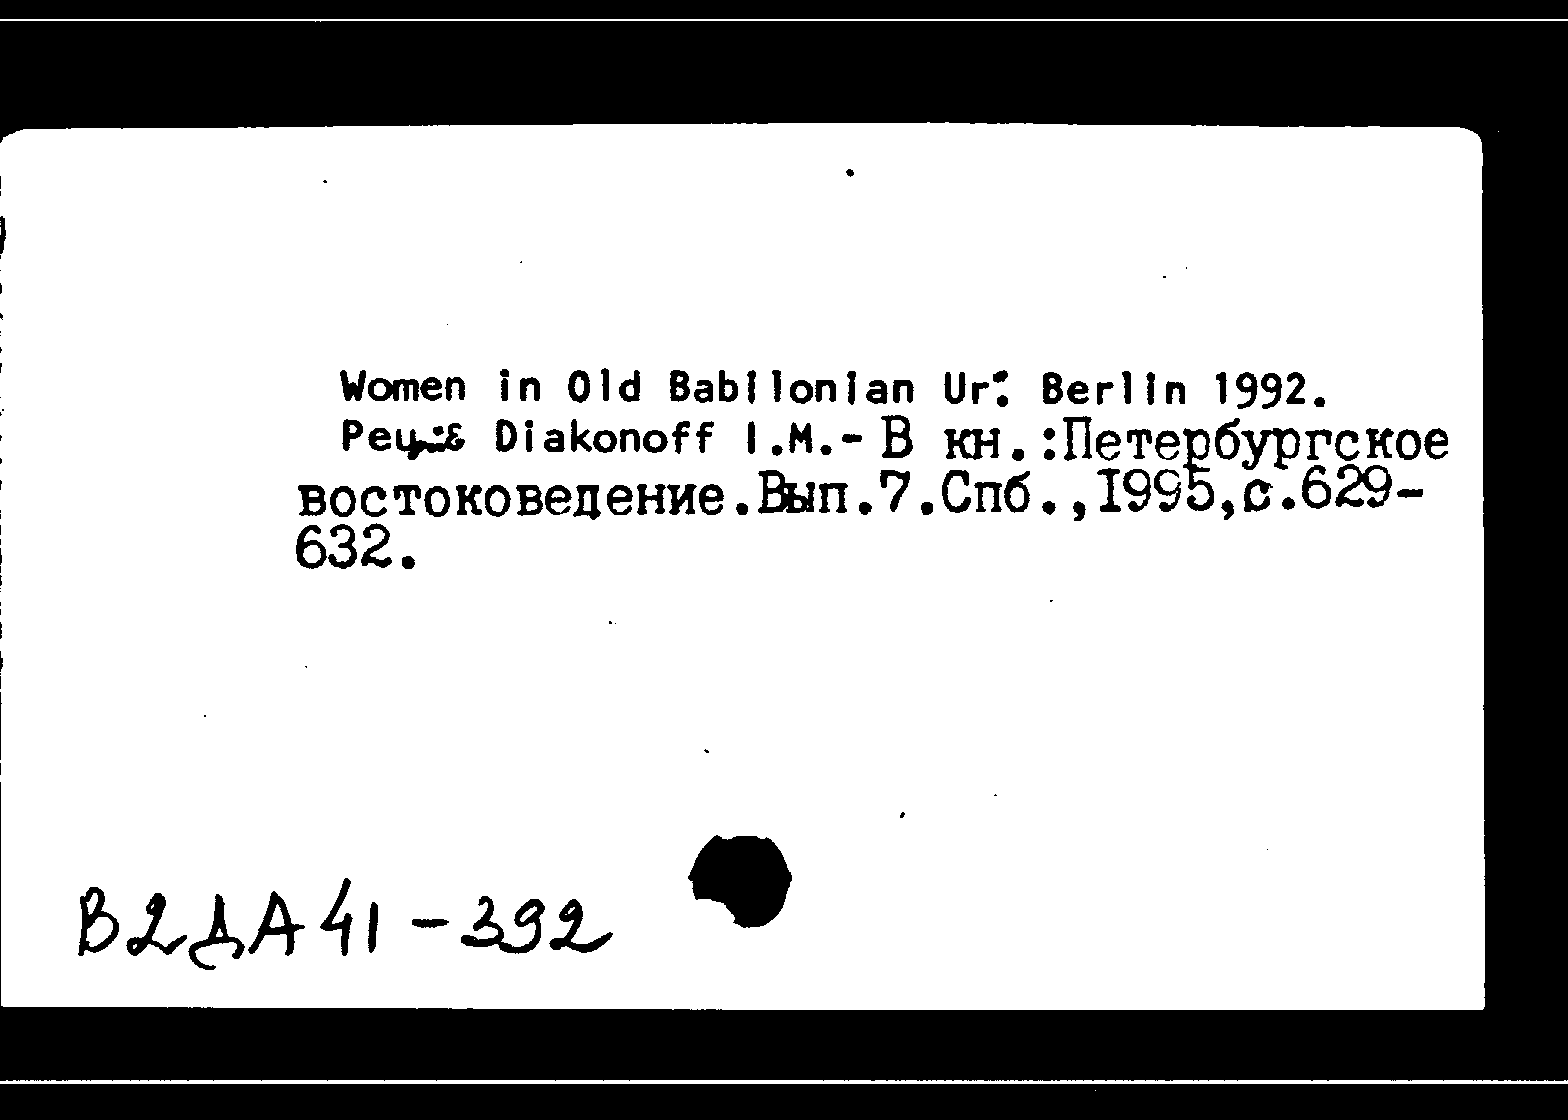 Women in Old Babilonian Ur. Berlin 1992.
Рец.: Diakonoff I.M.- В кн.:Петербургское
востоковедение.Вып.7.Спб.,1995,с.629-
632.
В2ДА41-392